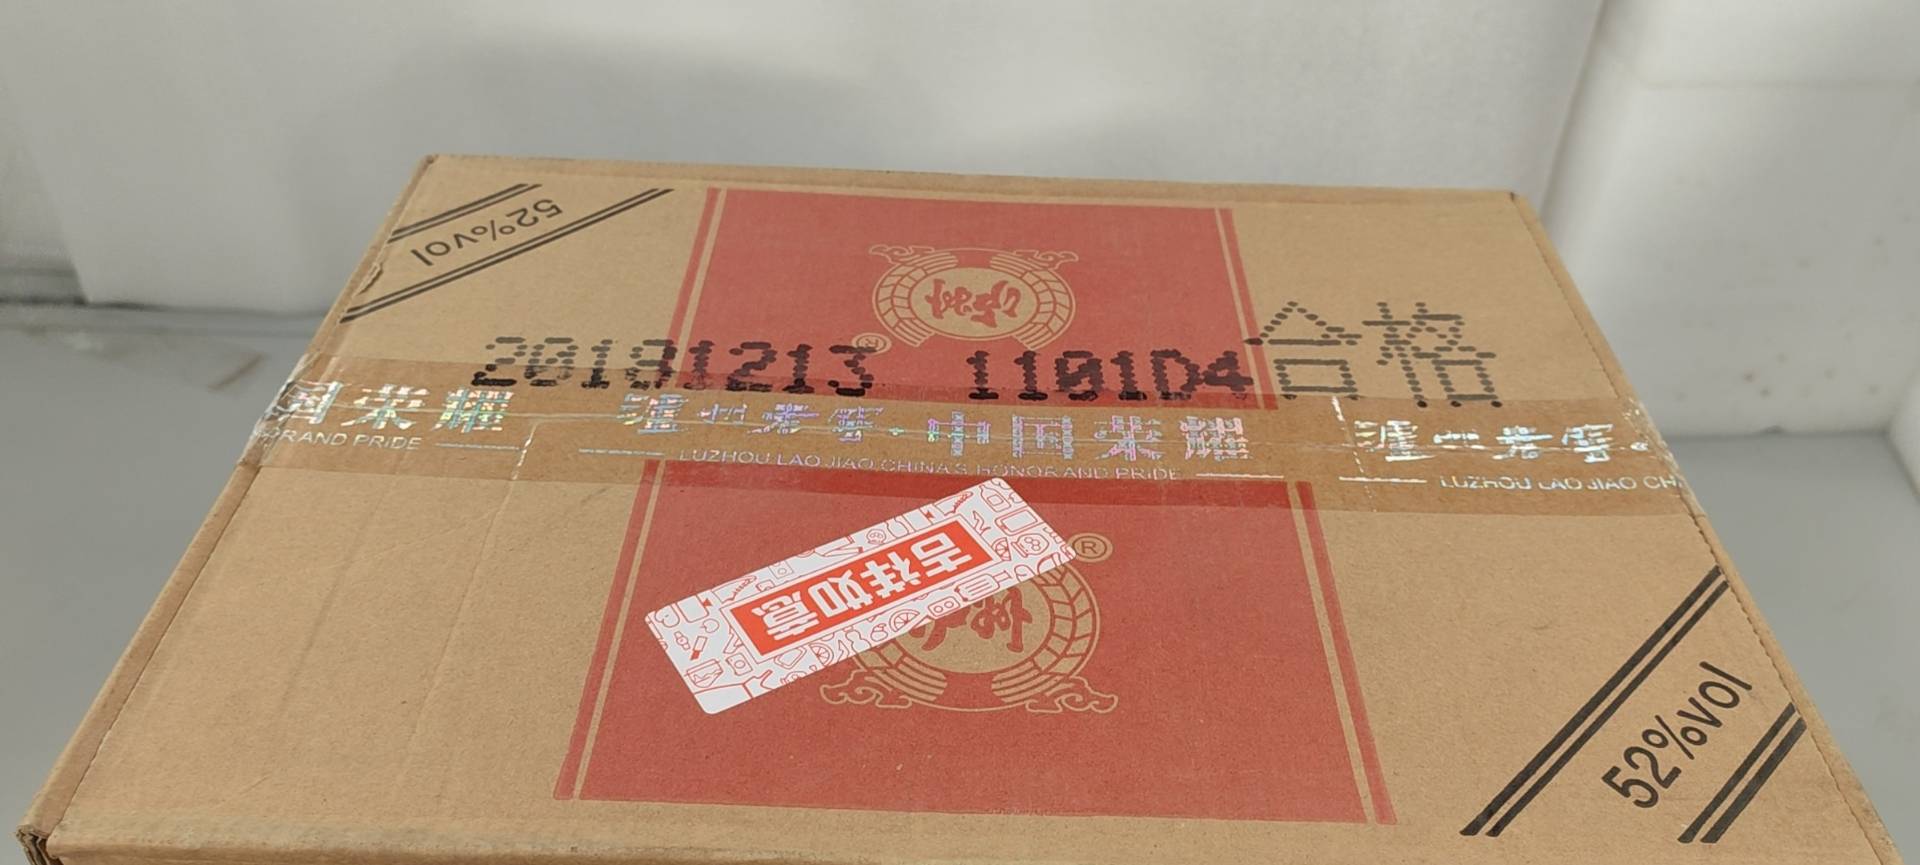 52%vol
®
20191213 1101D4合格
国荣耀 泸州老窖·中国荣耀 泸州老窖·
OR AND PRIDE LUZHOU LAO JIAO CHINA'S HONOR AND PRIDE LUZHOU LAO JIAO CH
®
吉祥如意
52%vol